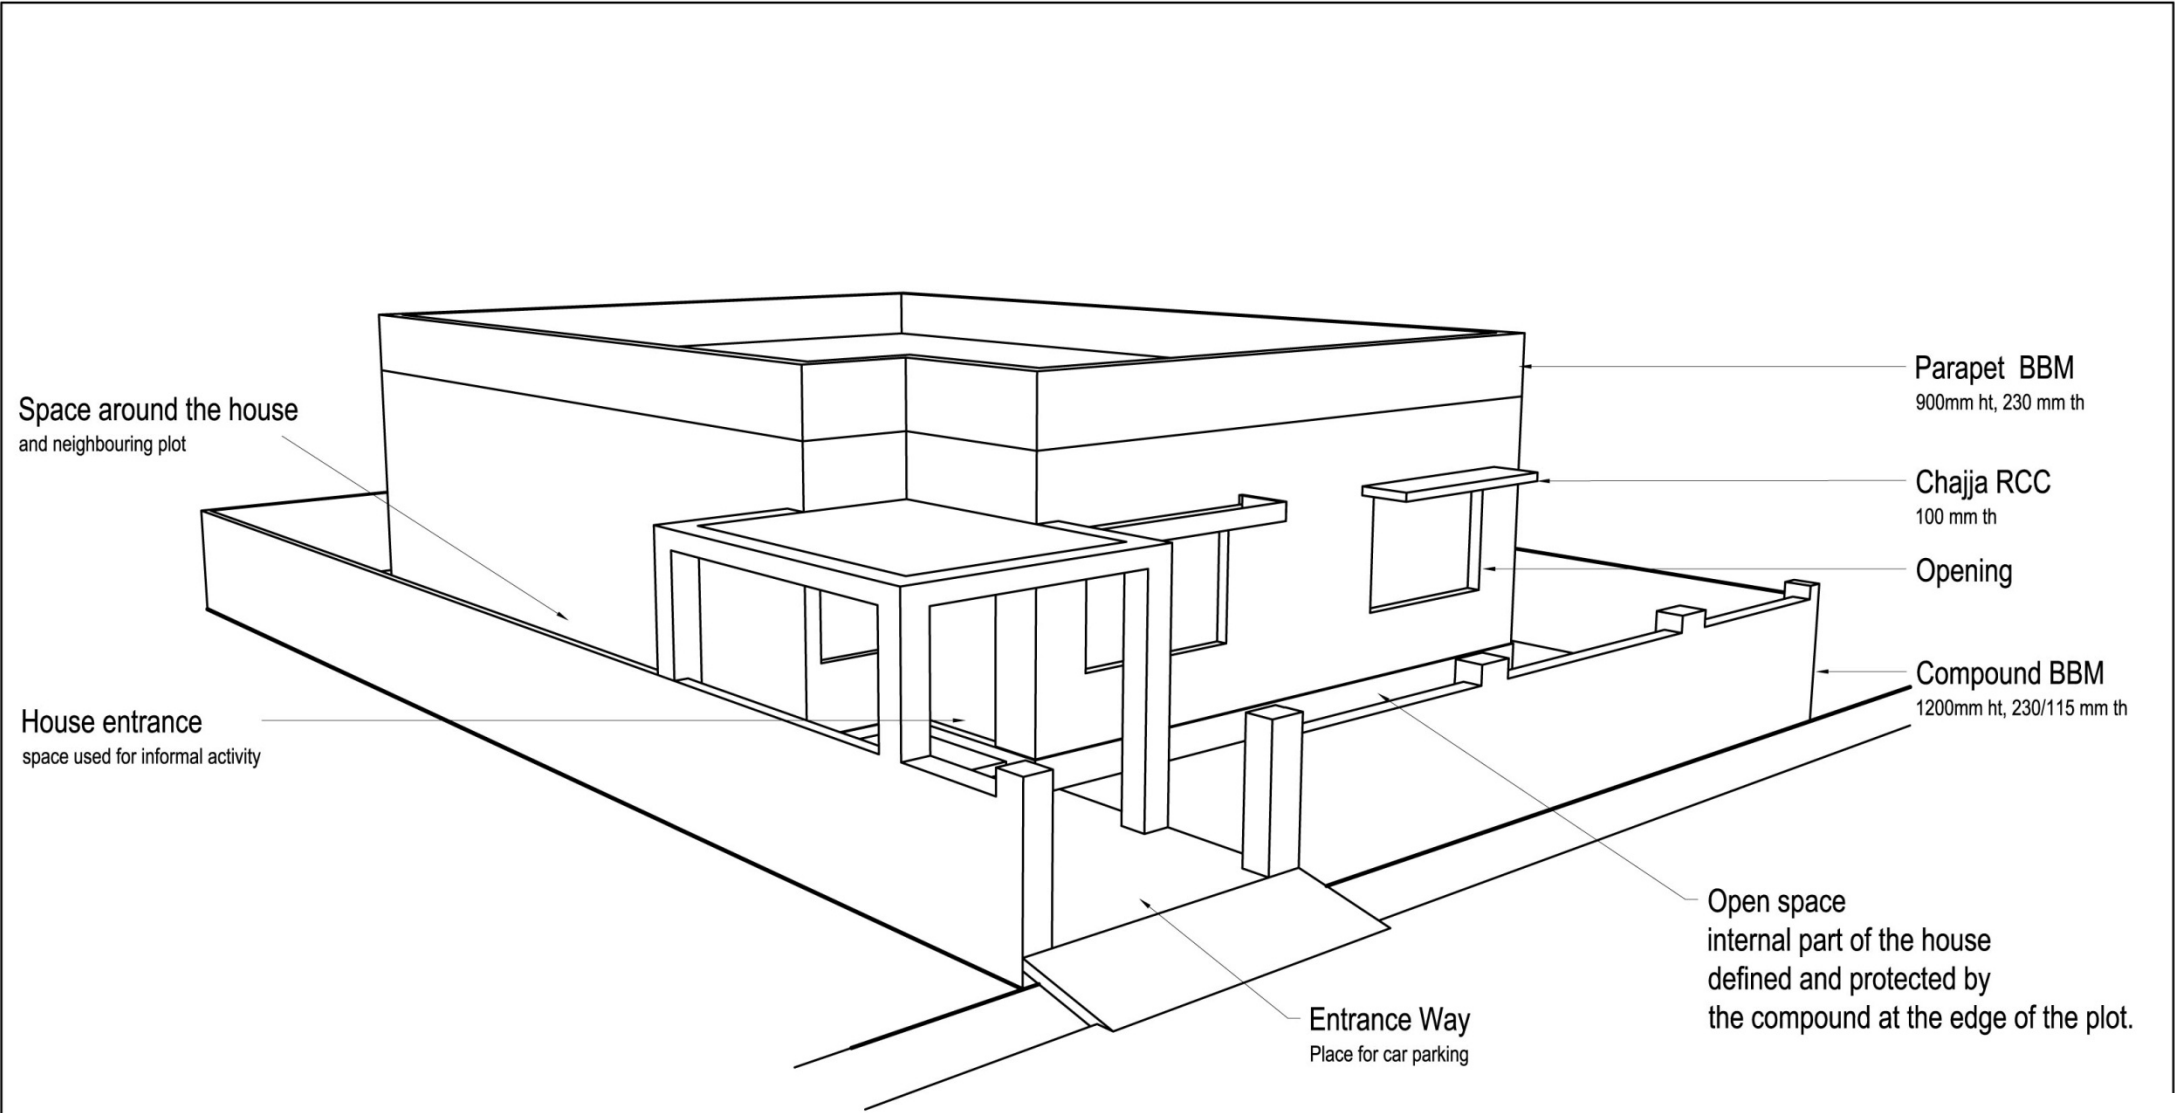 Space around the house
and neighbouring plot
House entrance
space used for informal activity
Parapet BBM
900mm ht, 230 mm th
Chajja RCC
100 mm th
Opening
Compound BBM
1200mm ht, 230/115 mm th
Open space
internal part of the house
defined and protected by
the compound at the edge of the plot.
Entrance Way
Place for car parking